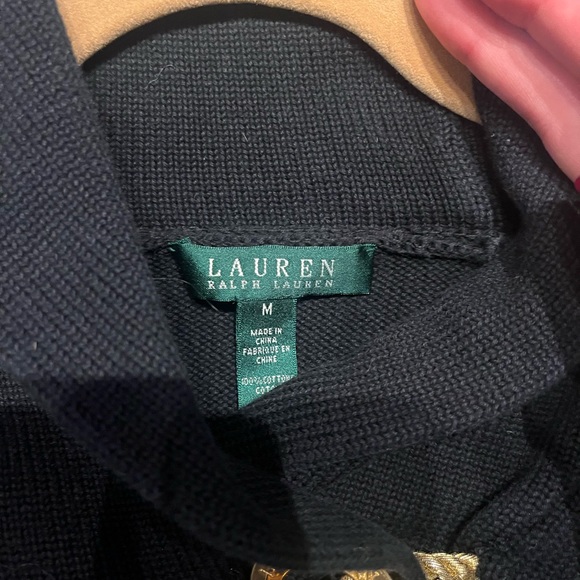 LAUREN
RALPH LAUREN
M
MADE IN
CHINA
FABRIQUÉ EN
CHINE
100% COTTON